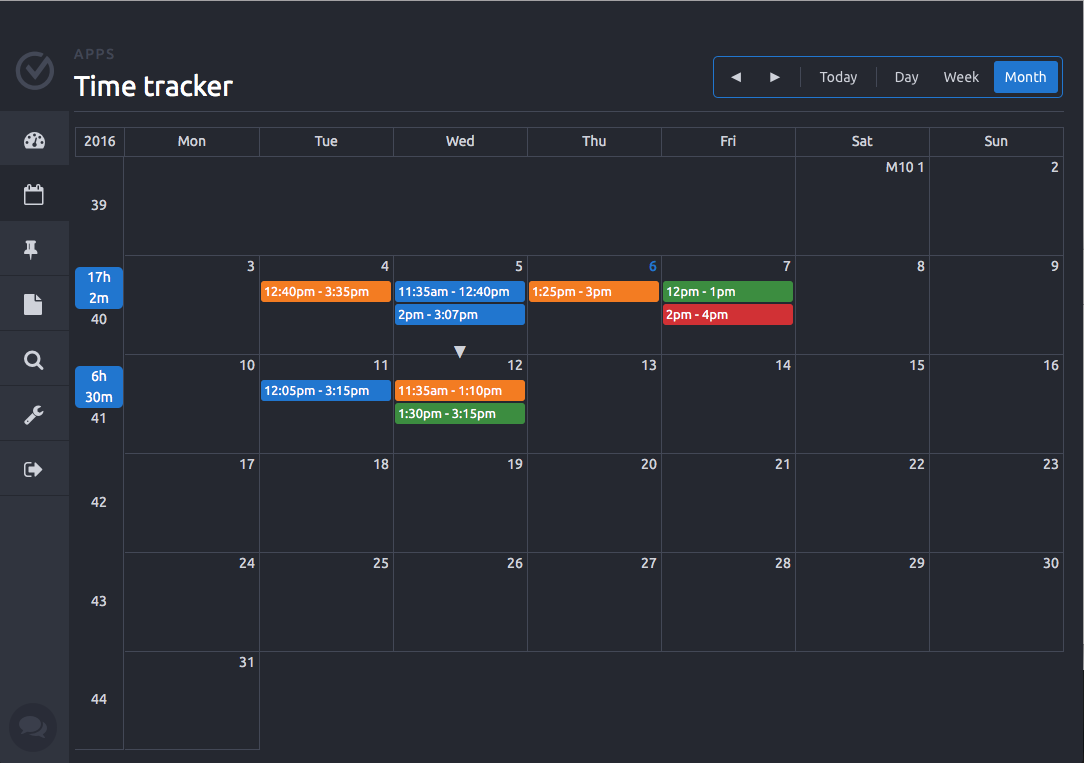 APPS
Time tracker
Today Day Week Month
2016 Mon Tue Wed Thu Fri Sat Sun
39 M10 1 2
3 4 5 6 7 8 9
17h
2m
40
12:40pm - 3:35pm 11:35am - 12:40pm 1:25pm - 3pm 12pm - 1pm
2pm - 3:07pm 2pm - 4pm
10 11 12 13 14 15 16
6h
30m
41
12:05pm - 3:15pm 11:35am - 1:10pm
1:30pm - 3:15pm
17 18 19 20 21 22 23
42
24 25 26 27 28 29 30
43
31
44